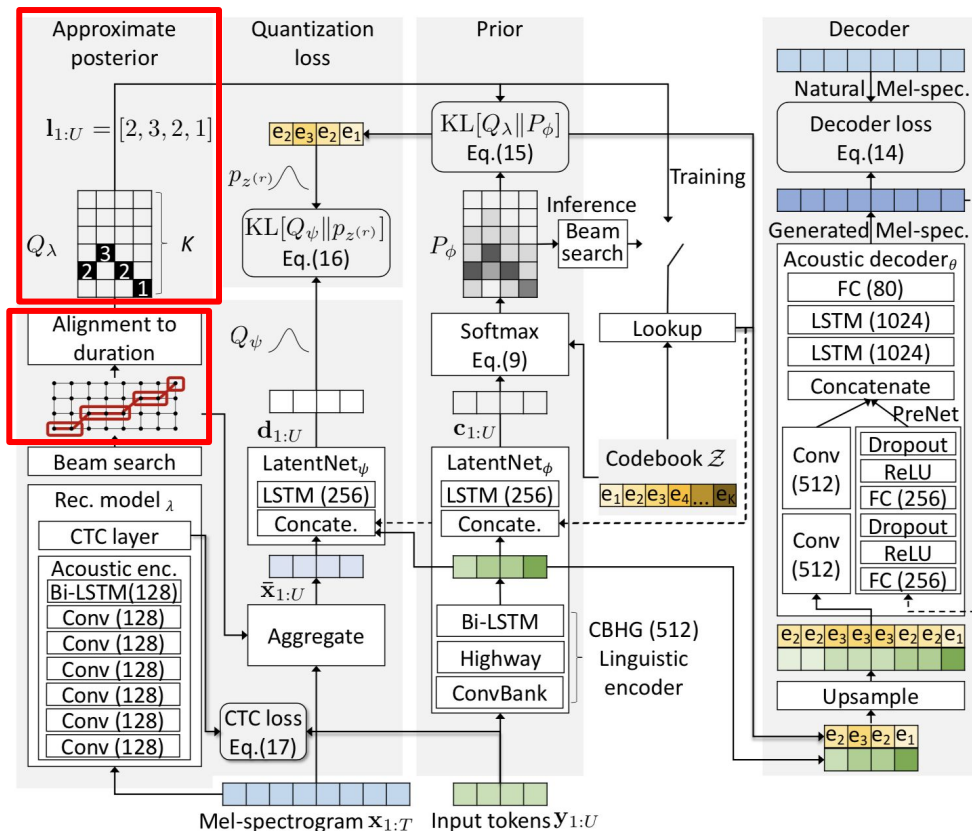 Approximate
posterior
l₁:U = [2, 3, 2, 1]
Qλ
3
2 2
1
K
Alignment to
duration
Beam search
Rec. model λ
CTC layer
Acoustic enc.
Bi-LSTM(128)
Conv (128)
Conv (128)
Conv (128)
Conv (128)
Conv (128)
Conv (128)
Quantization
loss
e₂ e₃ e₂ e₁
p_z(r)
KL[Qψ||p_z(r)]
Eq.(16)
Qψ
d₁:U
LatentNetψ
LSTM (256)
Concate.
x̄₁:U
Aggregate
CTC loss
Eq.(17)
Mel-spectrogram x₁:T
Prior
KL[Qλ||Pϕ]
Eq.(15)
Pϕ
Inference
Beam
search
Training
Softmax
Eq.(9)
Lookup
c₁:U
LatentNetϕ
LSTM (256)
Concate.
Codebook Z
e₁ e₂ e₃ e₄ ... e_K
Bi-LSTM
Highway
ConvBank
CBHG (512)
Linguistic
encoder
Input tokens y₁:U
Decoder
Natural Mel-spec.
Decoder loss
Eq.(14)
Generated Mel-spec.
Acoustic decoderθ
FC (80)
LSTM (1024)
LSTM (1024)
Concatenate
PreNet
Conv
(512)
Conv
(512)
Dropout
ReLU
FC (256)
Dropout
ReLU
FC (256)
e₂ e₂ e₃ e₃ e₃ e₂ e₂ e₁
Upsample
e₂ e₃ e₂ e₁